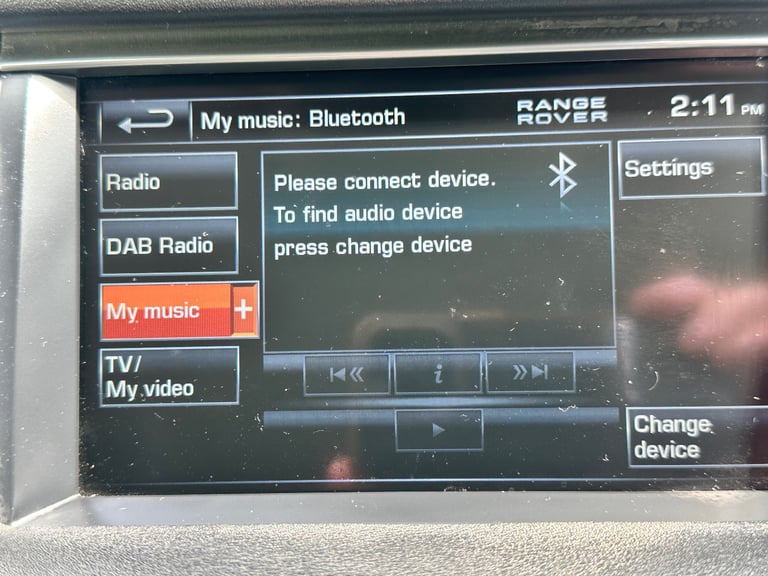 My music: Bluetooth
RANGE
ROVER
2:11 PM
Radio
DAB Radio
My music +
TV/
My video
Please connect device.
To find audio device
press change device
Settings
i
Change
device